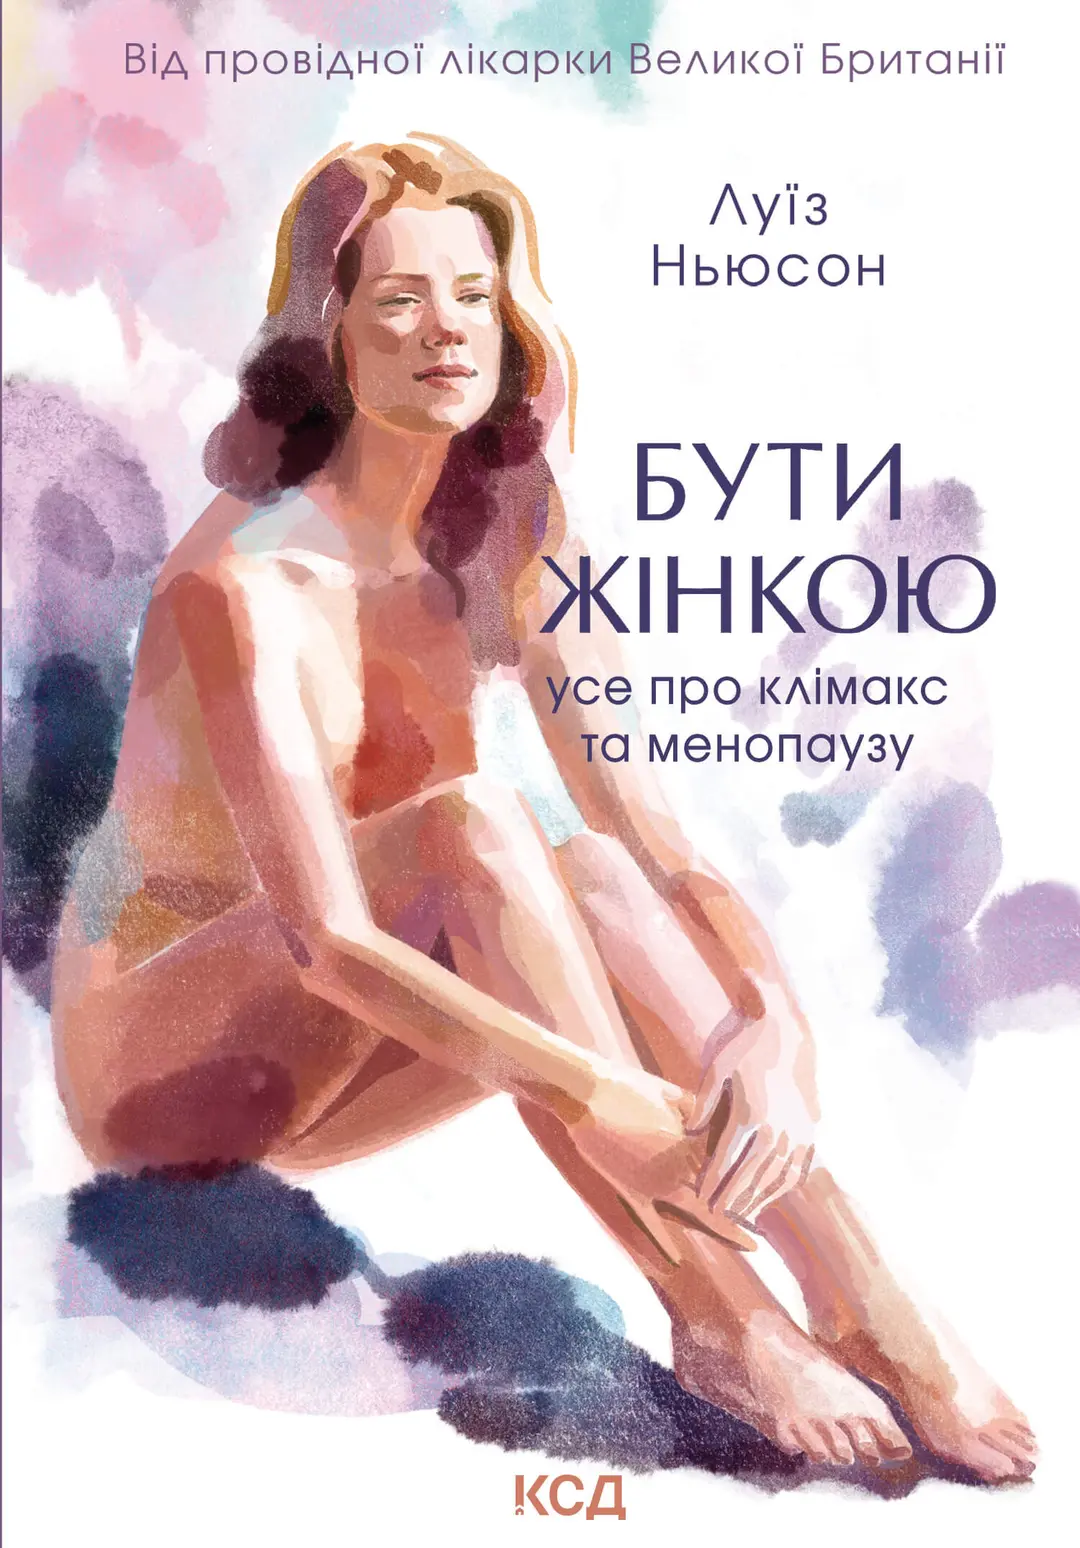 Від провідної лікарки Великої Британії
Луїз
Ньюсон
БУТИ
ЖІНКОЮ
усе про клімакс
та менопаузу
КСД